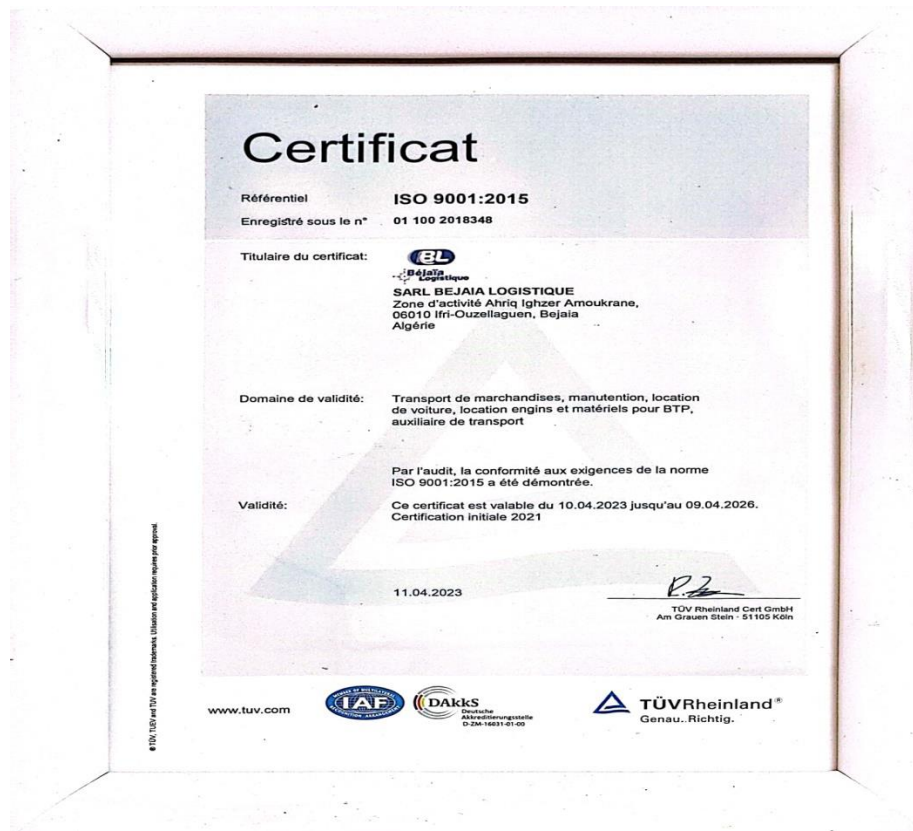 Certificat
Référentiel ISO 9001:2015
Enregistré sous le n° 01 100 2018348
Titulaire du certificat:
BL
Béjaïa
Logistique
SARL BEJAIA LOGISTIQUE
Zone d'activité Ahriq Ighzer Amoukrane,
06010 Ifri-Ouzellaguen, Bejaia
Algérie
Domaine de validité: Transport de marchandises, manutention, location
de voiture, location engins et matériels pour BTP,
auxiliaire de transport
Par l'audit, la conformité aux exigences de la norme
ISO 9001:2015 a été démontrée.
Validité: Ce certificat est valable du 10.04.2023 jusqu'au 09.04.2026.
Certification initiale 2021
11.04.2023
TÜV Rheinland Cert GmbH
Am Grauen Stein · 51105 Köln
® TÜV, TUEV and TUV are registered trademarks. Utilisation and application requires prior approval.
www.tuv.com
MEMBER OF MULTILATERAL
IAF
RECOGNITION ARRANGEMENT
DAkkS
Deutsche
Akkreditierungsstelle
D-ZM-16031-01-00
TÜVRheinland®
Genau. Richtig.